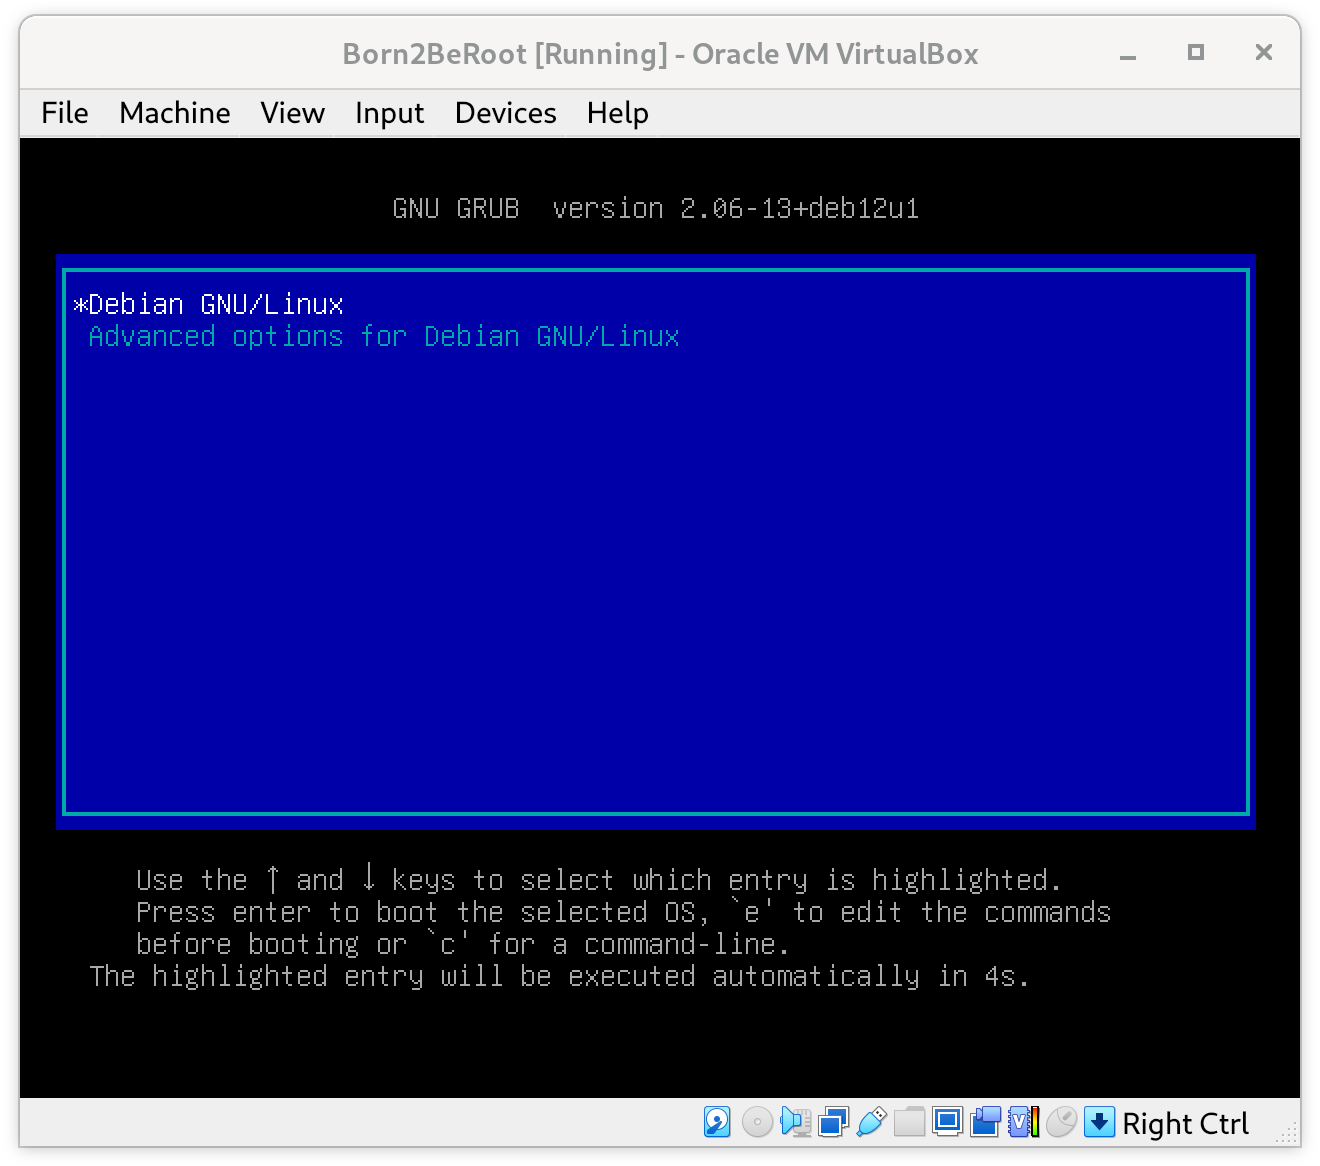 Born2BeRoot [Running] - Oracle VM VirtualBox
File Machine View Input Devices Help
GNU GRUB  version 2.06-13+deb12u1
*Debian GNU/Linux
Advanced options for Debian GNU/Linux
Use the ↑ and ↓ keys to select which entry is highlighted.
Press enter to boot the selected OS, `e' to edit the commands
before booting or `c' for a command-line.
The highlighted entry will be executed automatically in 4s.
Right Ctrl